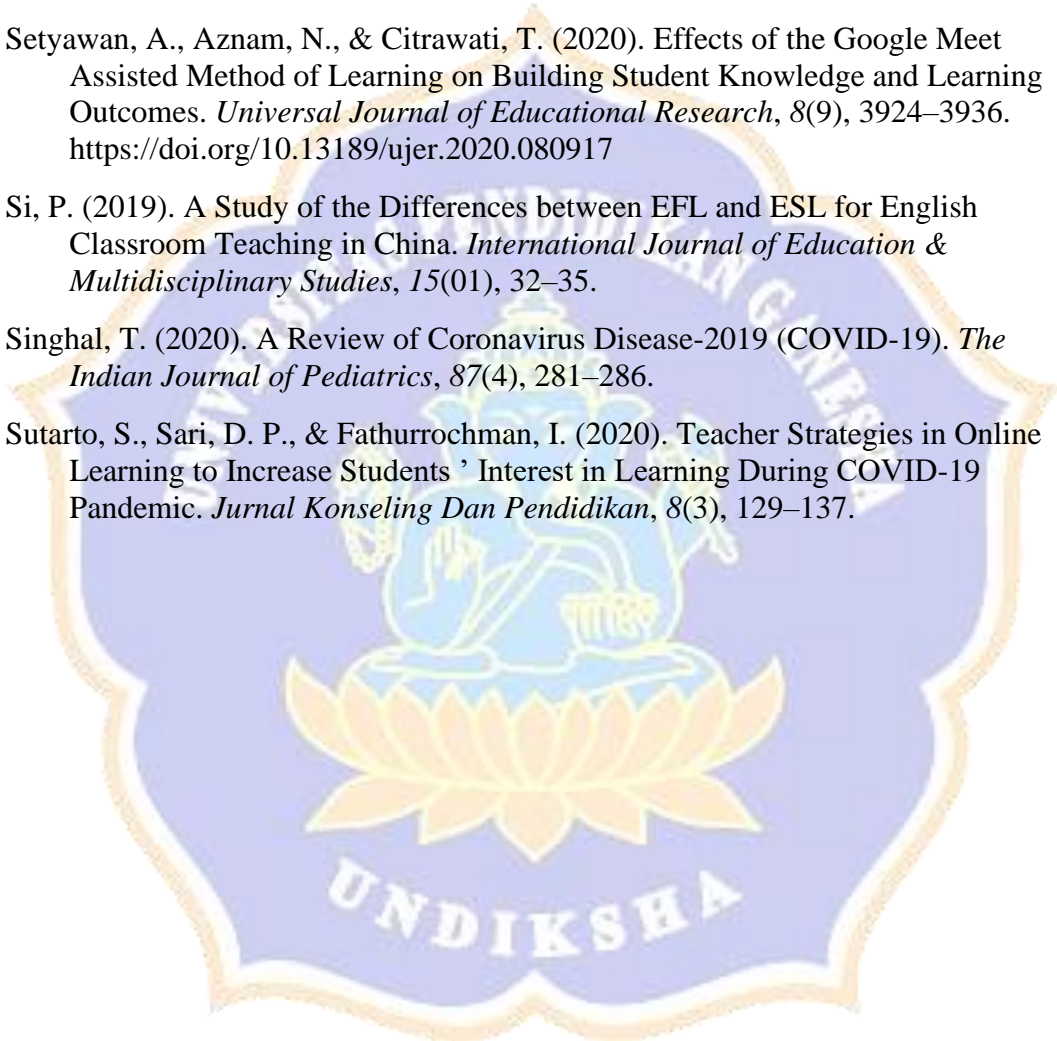 Setyawan, A., Aznam, N., & Citrawati, T. (2020). Effects of the Google Meet
Assisted Method of Learning on Building Student Knowledge and Learning
Outcomes. Universal Journal of Educational Research, 8(9), 3924–3936.
https://doi.org/10.13189/ujer.2020.080917
Si, P. (2019). A Study of the Differences between EFL and ESL for English
Classroom Teaching in China. International Journal of Education &
Multidisciplinary Studies, 15(01), 32–35.
Singhal, T. (2020). A Review of Coronavirus Disease-2019 (COVID-19). The
Indian Journal of Pediatrics, 87(4), 281–286.
Sutarto, S., Sari, D. P., & Fathurrochman, I. (2020). Teacher Strategies in Online
Learning to Increase Students ’ Interest in Learning During COVID-19
Pandemic. Jurnal Konseling Dan Pendidikan, 8(3), 129–137.
UNIVERSITAS PENDIDIKAN GANESHA
UNDIKSHA